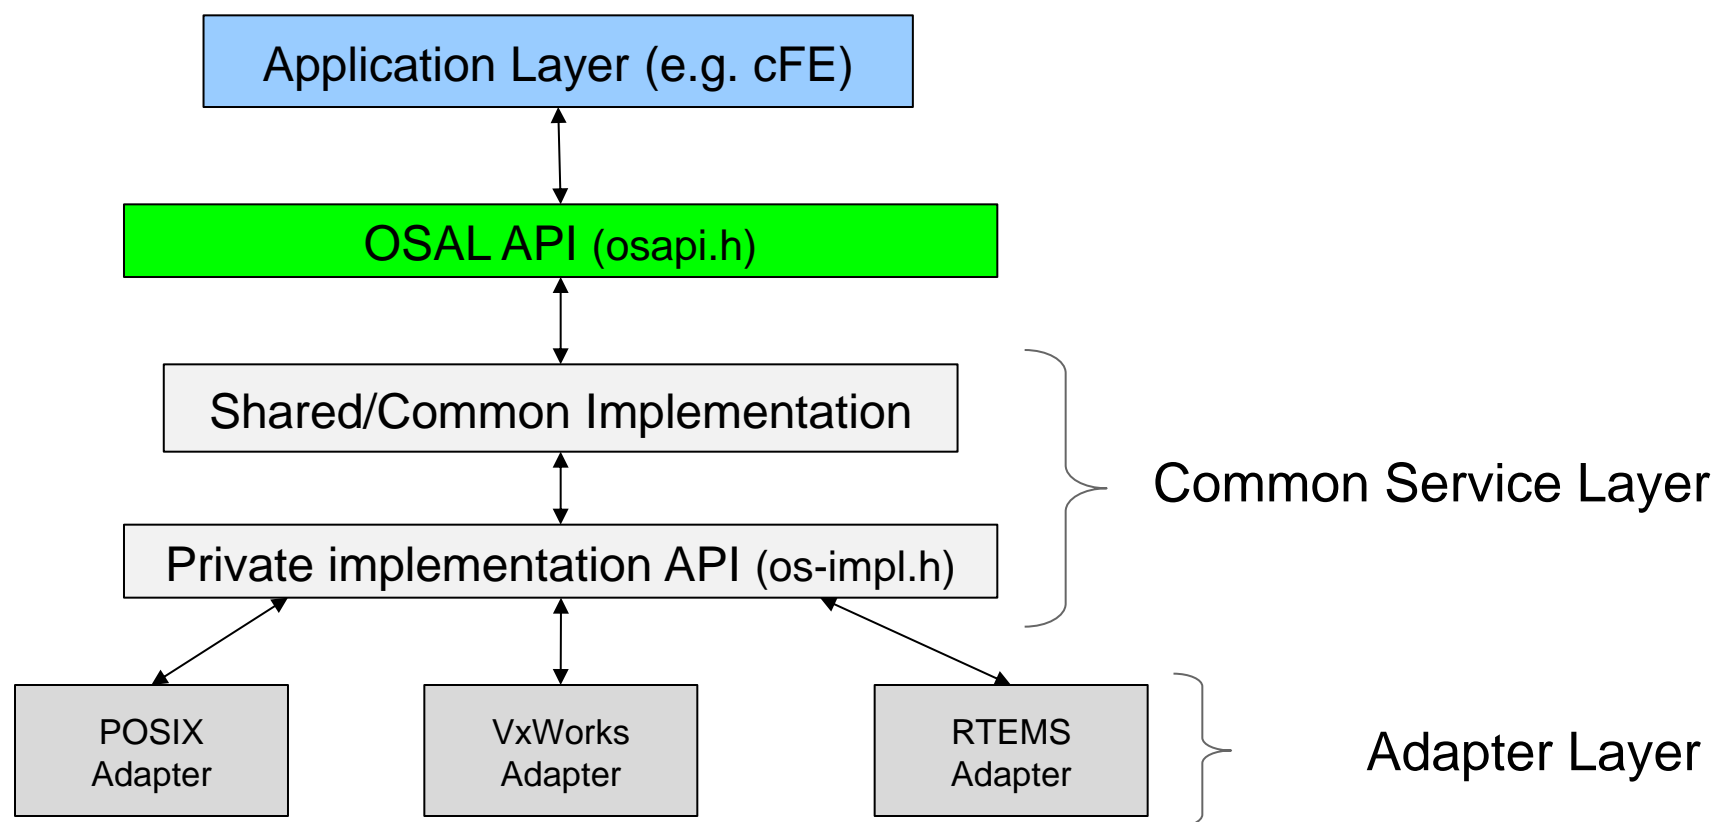 Application Layer (e.g. cFE)
OSAL API (osapi.h)
Shared/Common Implementation
Common Service Layer
Private implementation API (os-impl.h)
POSIX
Adapter
VxWorks
Adapter
RTEMS
Adapter
Adapter Layer